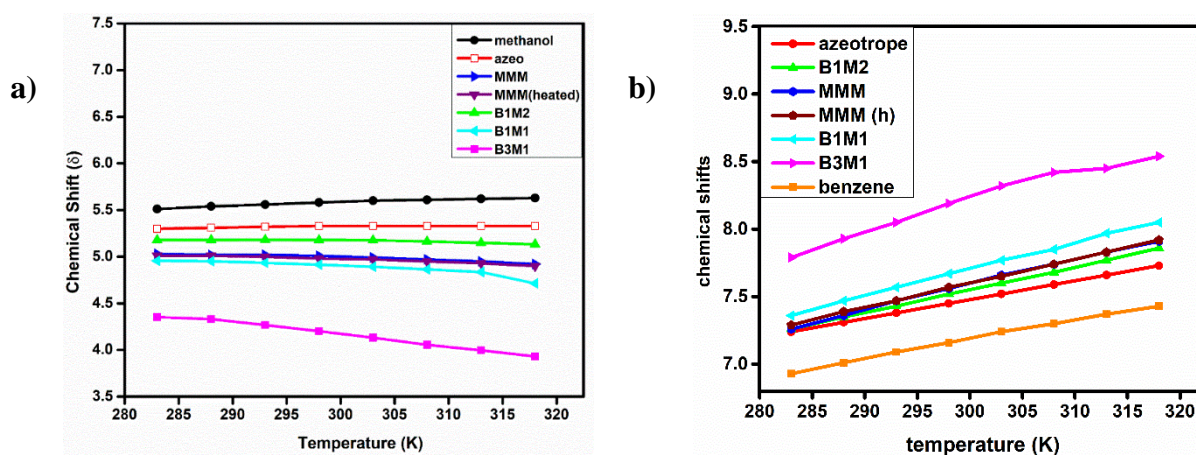 a)
Chemical Shift (δ)
7.5
7.0
6.5
6.0
5.5
5.0
4.5
4.0
3.5
methanol
azeo
MMM
MMM(heated)
B1M2
B1M1
B3M1
280 285 290 295 300 305 310 315 320
Temperature (K)
b)
chemical shifts
9.5
9.0
8.5
8.0
7.5
7.0
azeotrope
B1M2
MMM
MMM (h)
B1M1
B3M1
benzene
280 285 290 295 300 305 310 315 320
temperature (K)